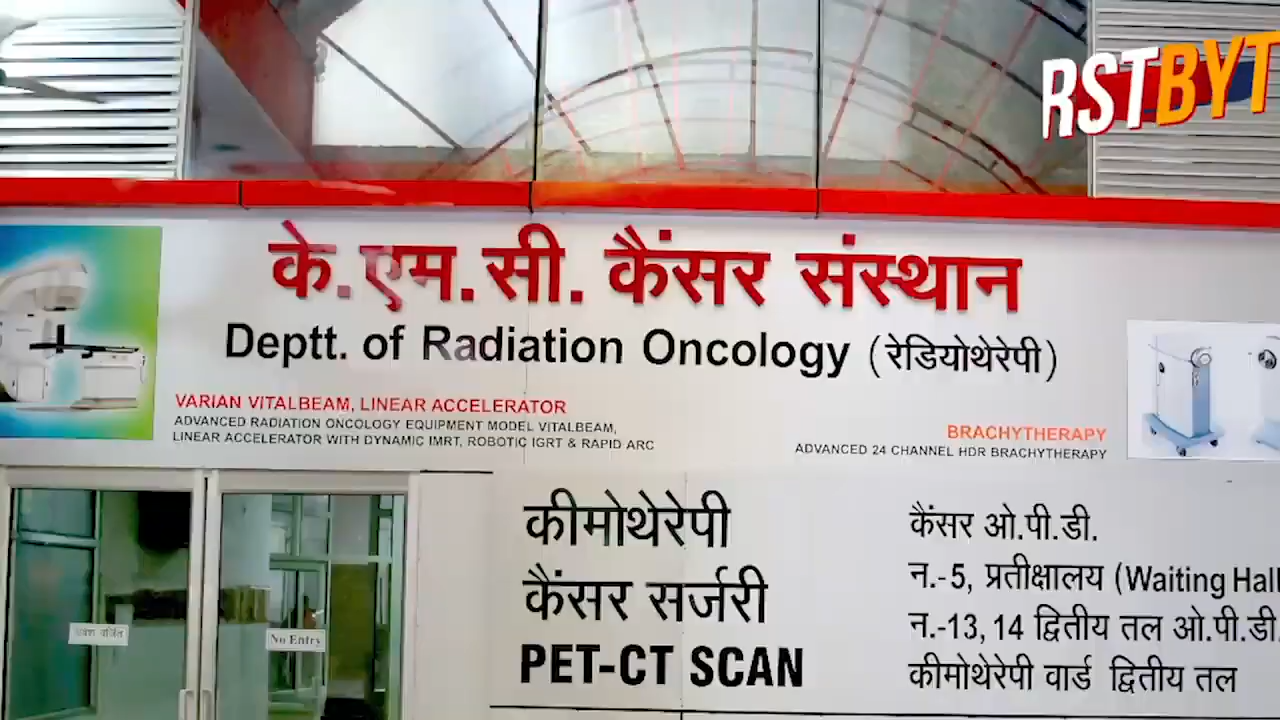 RSTBYT
के.एम.सी. कैंसर संस्थान
Deptt. of Radiation Oncology (रेडियोथेरेपी)
VARIAN VITALBEAM, LINEAR ACCELERATOR
ADVANCED RADIATION ONCOLOGY EQUIPMENT MODEL VITALBEAM,
LINEAR ACCELERATOR WITH DYNAMIC IMRT, ROBOTIC IGRT & RAPID ARC
BRACHYTHERAPY
ADVANCED 24 CHANNEL HDR BRACHYTHERAPY
कीमोथेरेपी
कैंसर सर्जरी
PET-CT SCAN
कैंसर ओ.पी.डी.
न.-5, प्रतीक्षालय (Waiting Hall
न.-13, 14 द्वितीय तल ओ.पी.डी.
कीमोथेरेपी वार्ड द्वितीय तल
प्रवेश वर्जित
No Entry